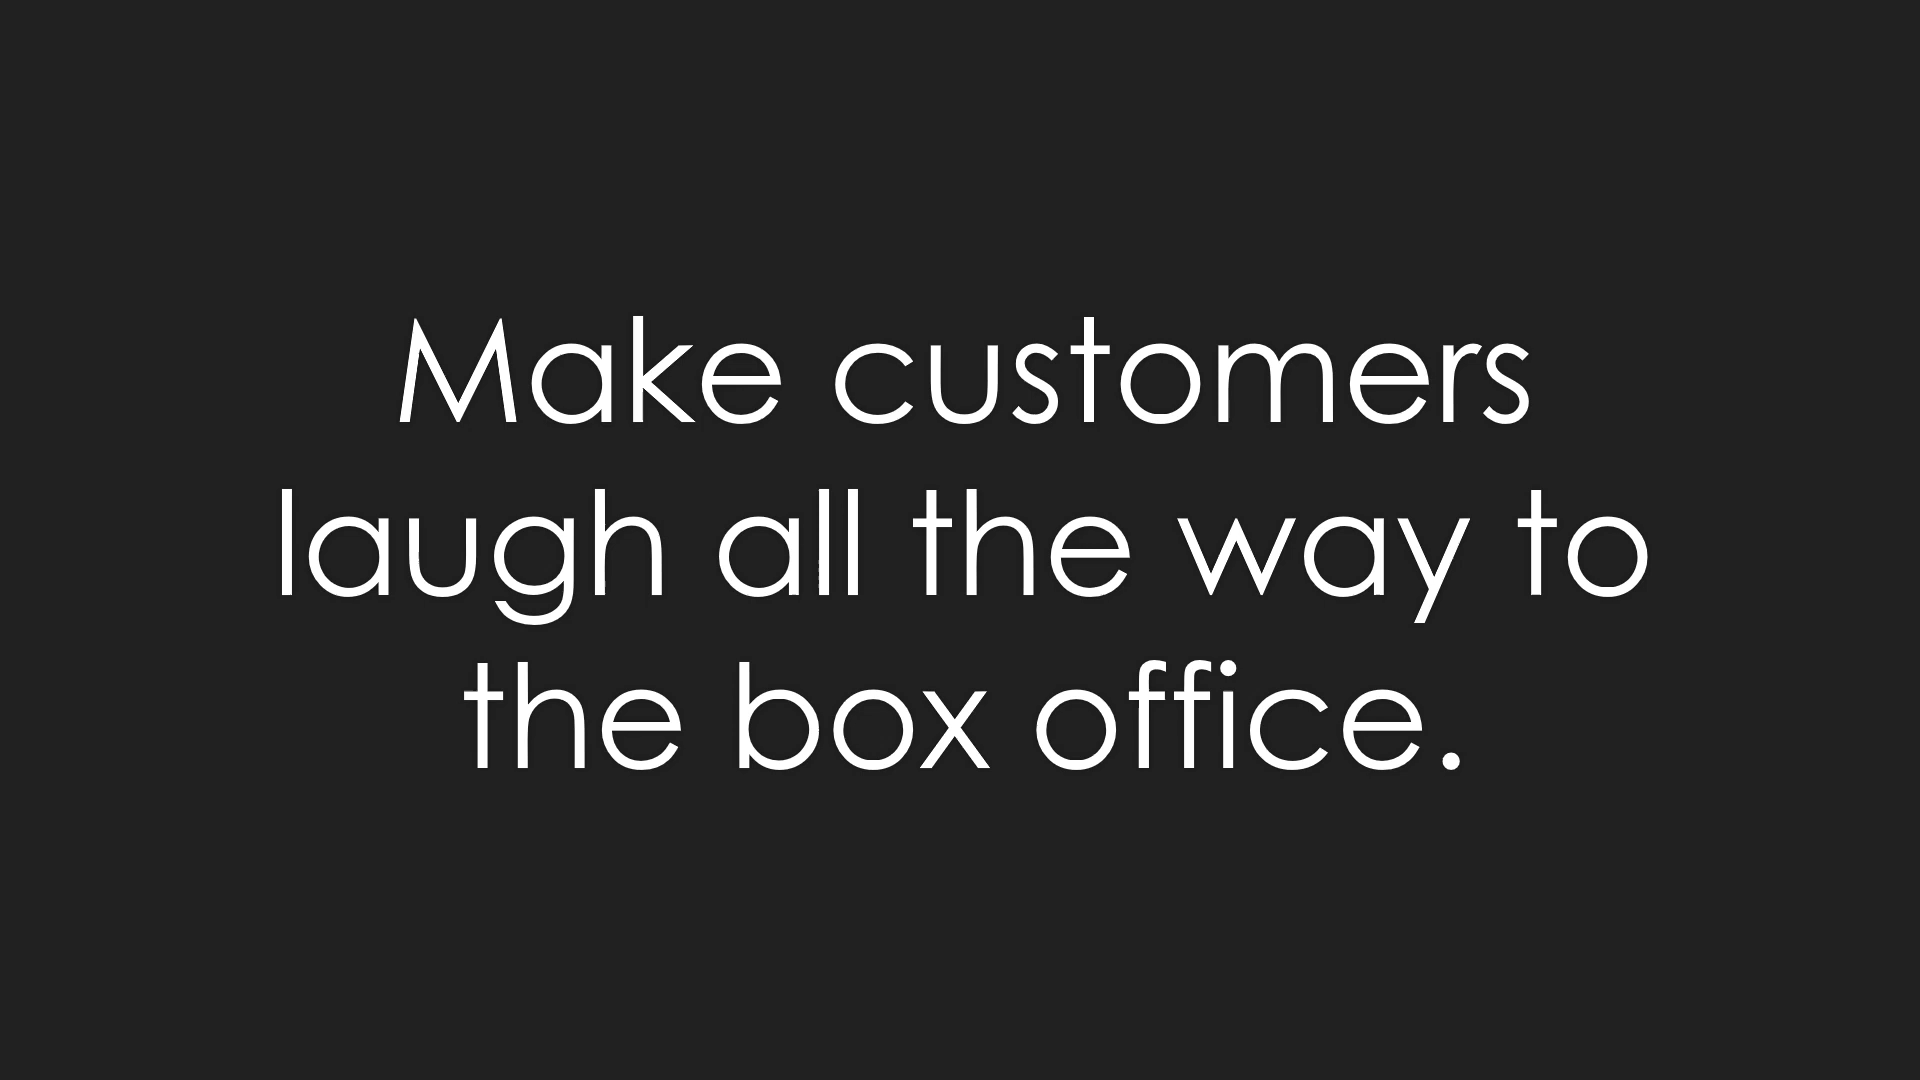 Make customers
laugh all the way to
the box office.